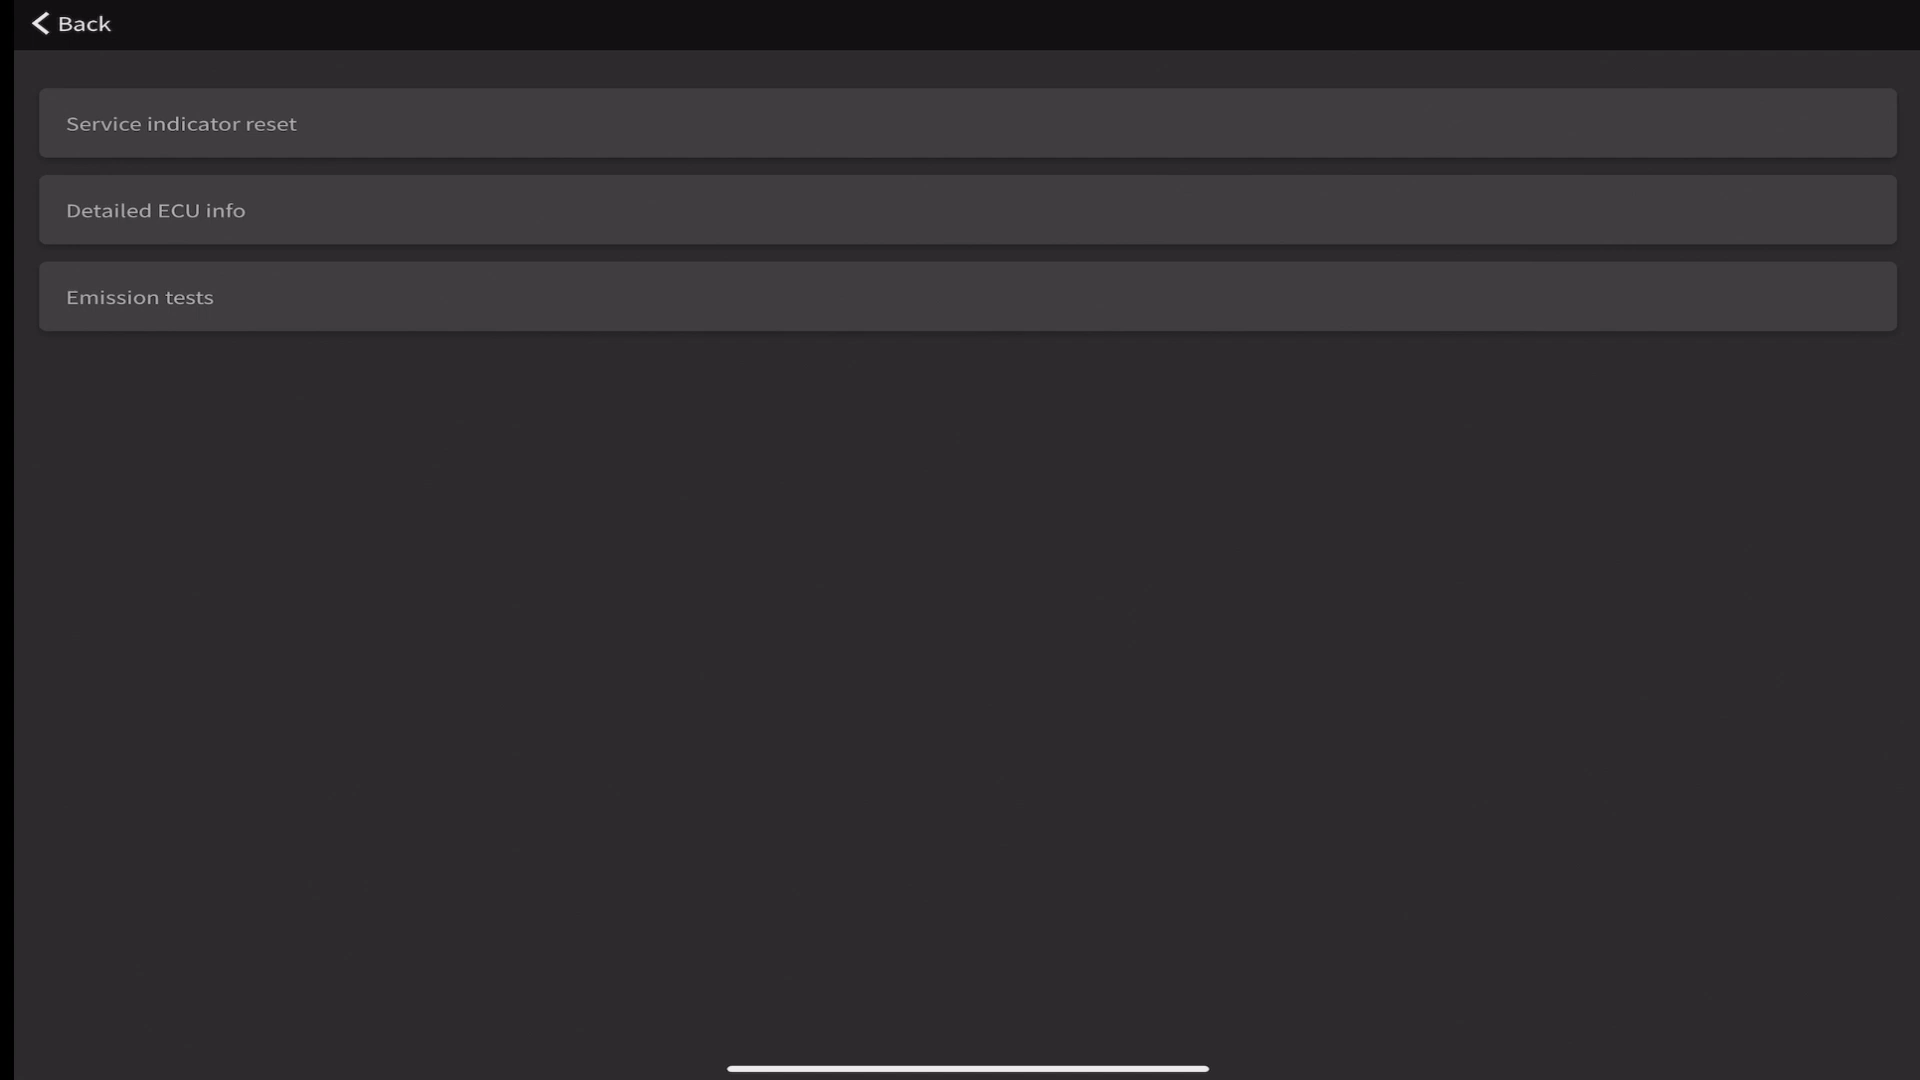 Back
Service indicator reset
Detailed ECU info
Emission tests